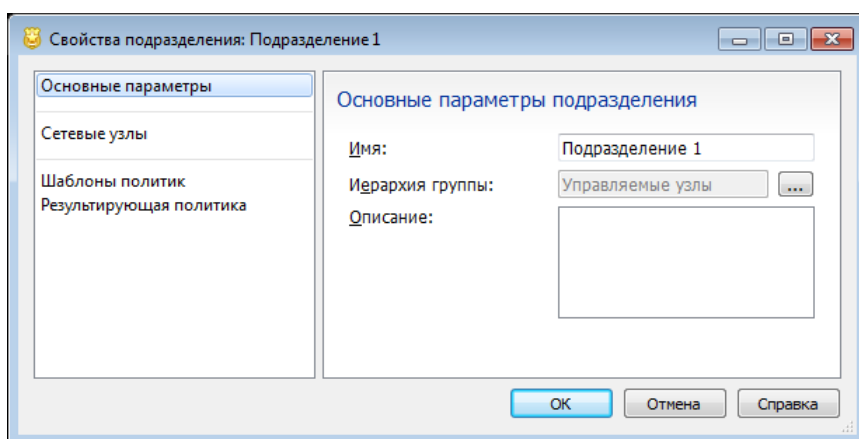 Свойства подразделения: Подразделение 1
Основные параметры
Сетевые узлы
Шаблоны политик
Результирующая политика
Основные параметры подразделения
Имя: Подразделение 1
Иерархия группы: Управляемые узлы ...
Описание:
ОК Отмена Справка